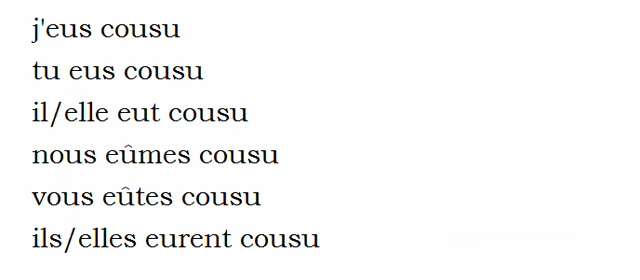 j'eus cousu
tu eus cousu
il/elle eut cousu
nous eûmes cousu
vous eûtes cousu
ils/elles eurent cousu